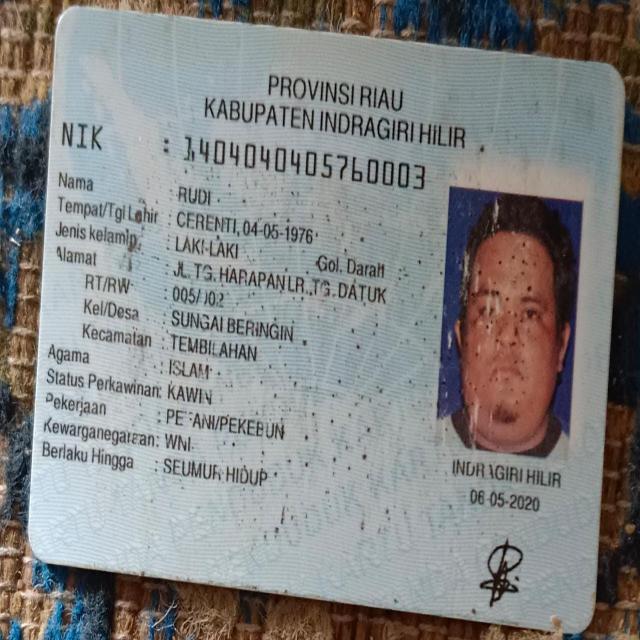 PROVINSI RIAU
KABUPATEN INDRAGIRI HILIR
NIK : 1404040405760003
Nama : RUDI
Tempat/Tgl Lahir : CERENTI, 04-05-1976
Jenis kelamin : LAKI-LAKI Gol. Darah
Alamat : JL. TG. HARAPAN LR. TG. DATUK
RT/RW : 005/
Kel/Desa : SUNGAI BERINGIN
Kecamatan : TEMBILAHAN
Agama : ISLAM
Status Perkawinan: KAWIN
Pekerjaan : PETANI/PEKEBUN
Kewarganegaraan: WNI
Berlaku Hingga : SEUMUR HIDUP
INDRAGIRI HILIR
06-05-2020